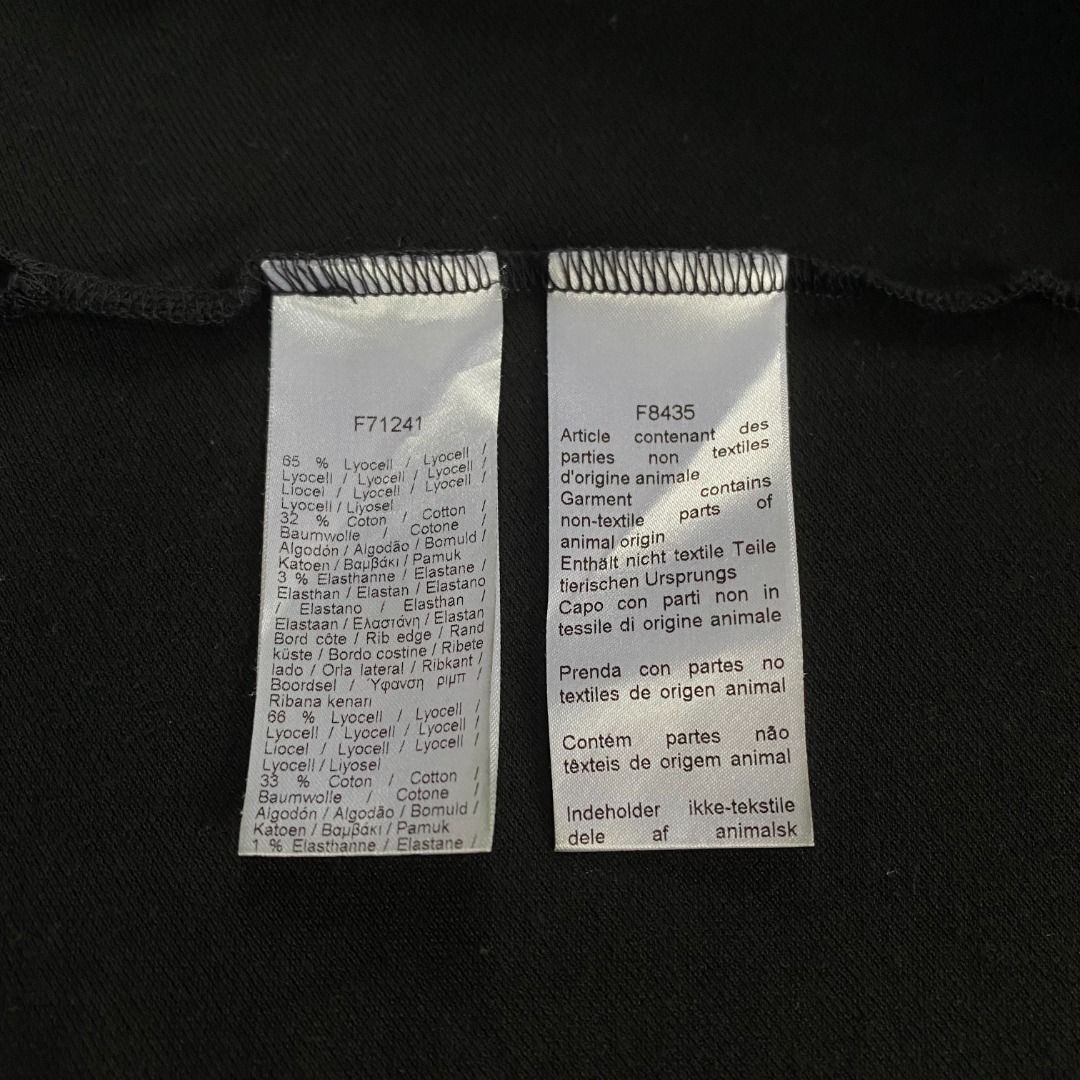 F71241
65 % Lyocell / Lyocell /
Lyocell / Lyocell / Lyocell /
Liocel / Lyocell / Lyocell /
Lyocell / Liyosel
32 % Coton / Cotton /
Baumwolle / Cotone /
Algodón / Algodão / Bomuld /
Katoen / Βαμβάκι / Pamuk
3 % Elasthanne / Elastane /
Elasthan / Elastan / Elastano
/ Elastano / Elasthan /
Elastaan / Ελαστάνη / Elastan
Bord côte / Rib edge / Rand
küste / Bordo costine / Ribete
lado / Orla lateral / Ribkant /
Boordsel / Ύφανση ριμπ /
Ribana kenarı
66 % Lyocell / Lyocell /
Lyocell / Lyocell / Lyocell /
Liocel / Lyocell / Lyocell /
Lyocell / Liyosel
33 % Coton / Cotton /
Baumwolle / Cotone /
Algodón / Algodão / Bomuld /
Katoen / Βαμβάκι / Pamuk
1 % Elasthanne / Elastane /
F8435
Article contenant des
parties non textiles
d'origine animale
Garment contains
non-textile parts of
animal origin
Enthält nicht textile Teile
tierischen Ursprungs
Capo con parti non in
tessile di origine animale
Prenda con partes no
textiles de origen animal
Contém partes não
têxteis de origem animal
Indeholder ikke-tekstile
dele af animalsk